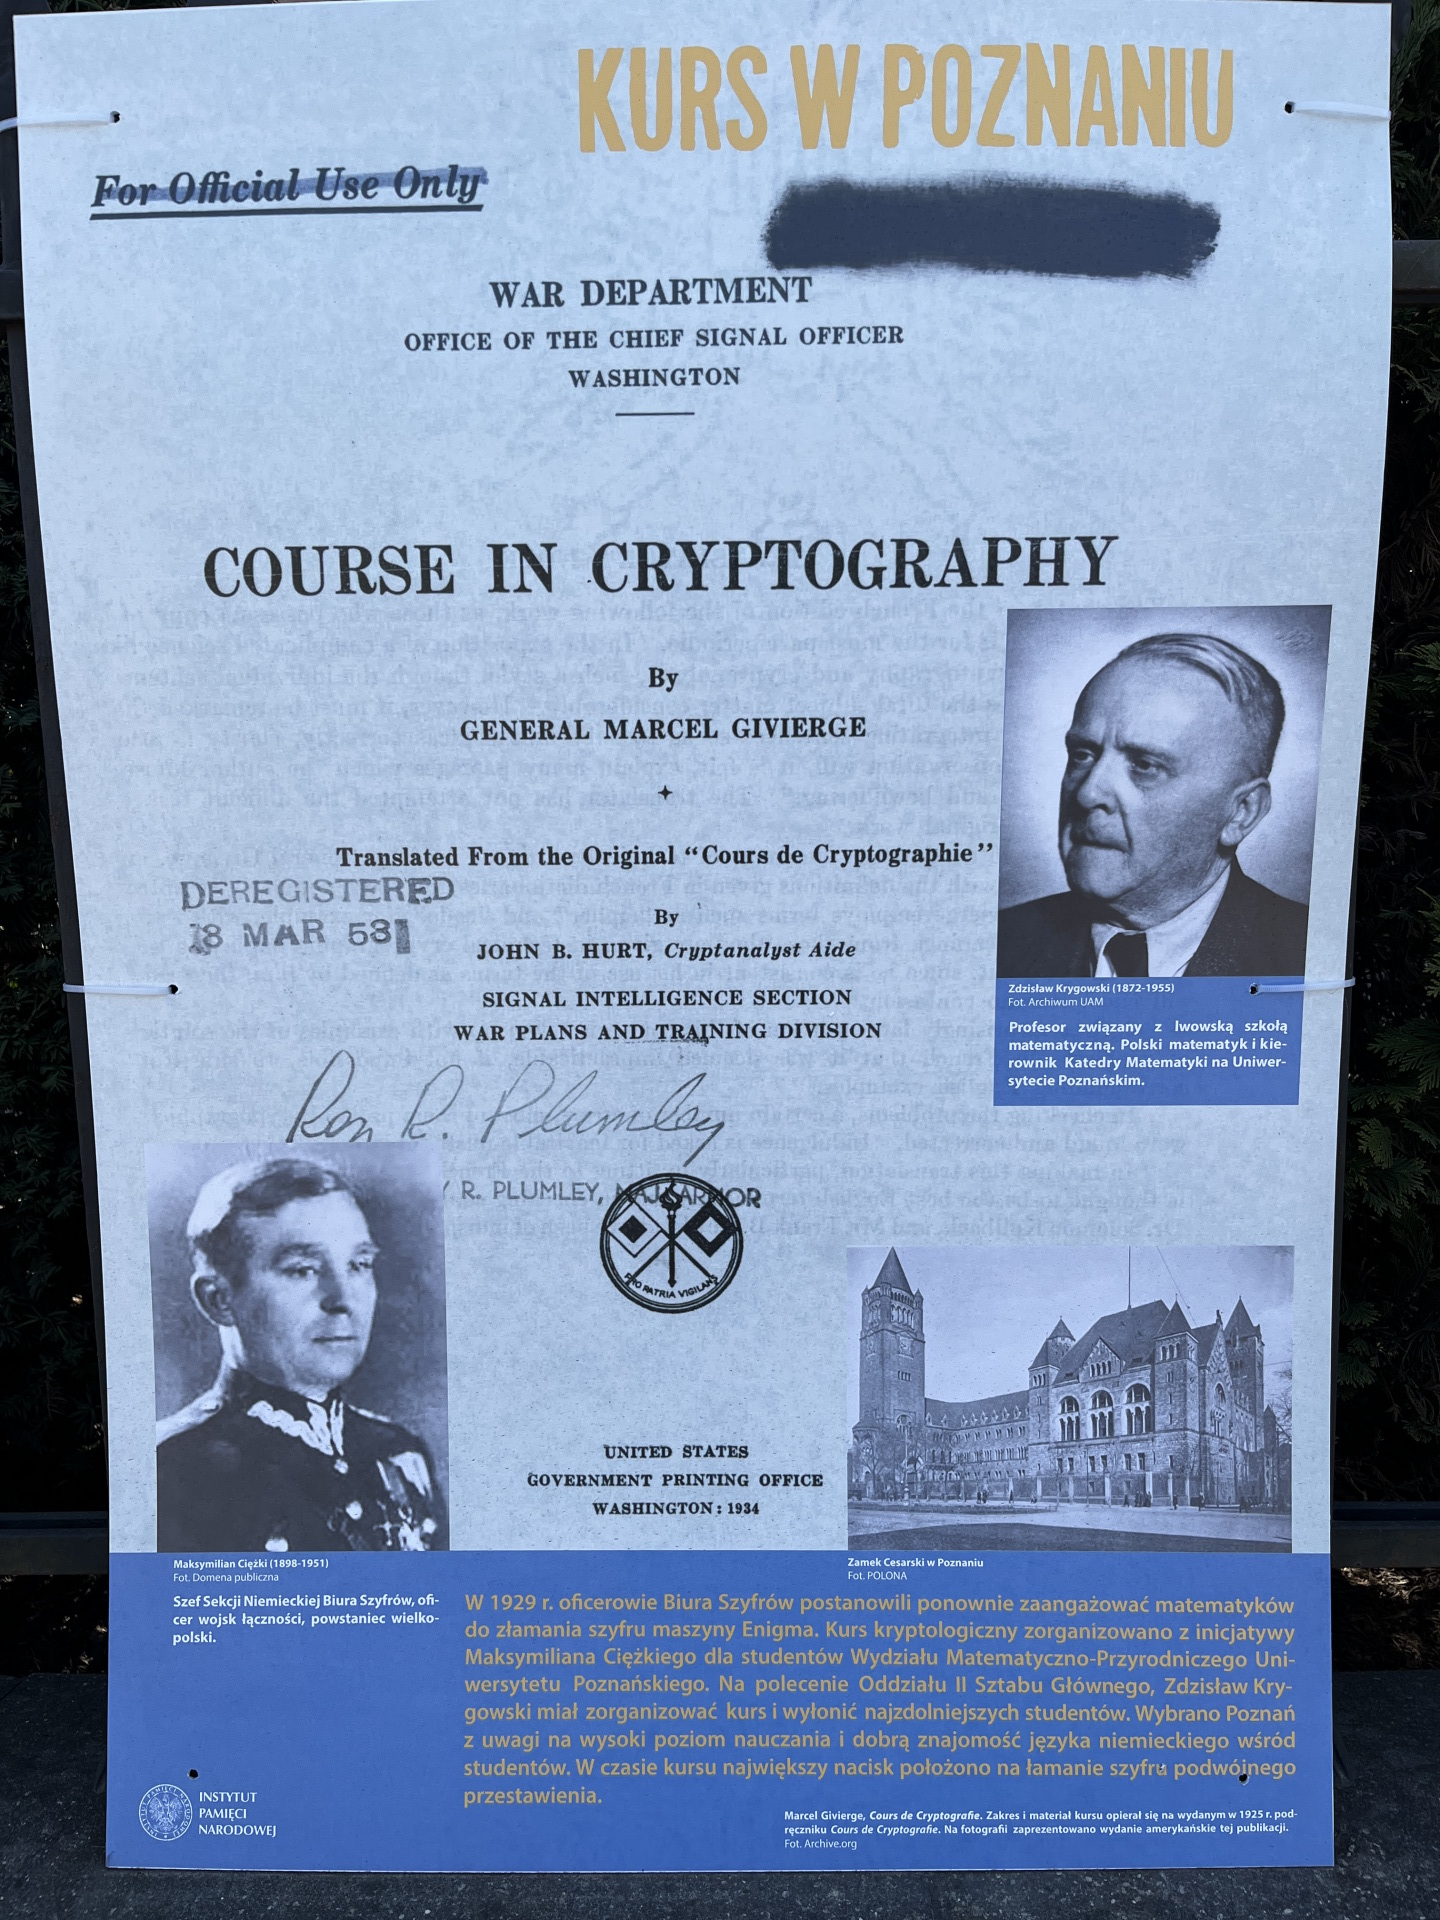 KURS W POZNANIU
For Official Use Only
WAR DEPARTMENT
OFFICE OF THE CHIEF SIGNAL OFFICER
WASHINGTON
COURSE IN CRYPTOGRAPHY
By
GENERAL MARCEL GIVIERGE
Translated From the Original “Cours de Cryptographie”
DEREGISTERED
8 MAR 53
By
JOHN B. HURT, Cryptanalyst Aide
SIGNAL INTELLIGENCE SECTION
WAR PLANS AND TRAINING DIVISION
Zdzisław Krygowski (1872-1955)
Fot. Archiwum UAM
Profesor związany z lwowską szkołą
matematyczną. Polski matematyk i kie-
rownik Katedry Matematyki na Uniwer-
sytecie Poznańskim.
R. Plumley
Y R. PLUMLEY, MAJ ARMOR
PRO PATRIA VIGILANS
UNITED STATES
GOVERNMENT PRINTING OFFICE
WASHINGTON : 1934
Maksymilian Ciężki (1898-1951)
Fot. Domena publiczna
Szef Sekcji Niemieckiej Biura Szyfrów, ofi-
cer wojsk łączności, powstaniec wielko-
polski.
Zamek Cesarski w Poznaniu
Fot. POLONA
W 1929 r. oficerowie Biura Szyfrów postanowili ponownie zaangażować matematyków
do złamania szyfru maszyny Enigma. Kurs kryptologiczny zorganizowano z inicjatywy
Maksymiliana Ciężkiego dla studentów Wydziału Matematyczno-Przyrodniczego Uni-
wersytetu Poznańskiego. Na polecenie Oddziału II Sztabu Głównego, Zdzisław Kry-
gowski miał zorganizować kurs i wyłonić najzdolniejszych studentów. Wybrano Poznań
z uwagi na wysoki poziom nauczania i dobrą znajomość języka niemieckiego wśród
studentów. W czasie kursu największy nacisk położono na łamanie szyfru podwójnego
przestawienia.
INSTYTUT
PAMIĘCI
NARODOWEJ
Marcel Givierge, Cours de Cryptografie. Zakres i materiał kursu opierał się na wydanym w 1925 r. pod-
ręczniku Cours de Cryptografie. Na fotografii zaprezentowano wydanie amerykańskie tej publikacji.
Fot. Archive.org